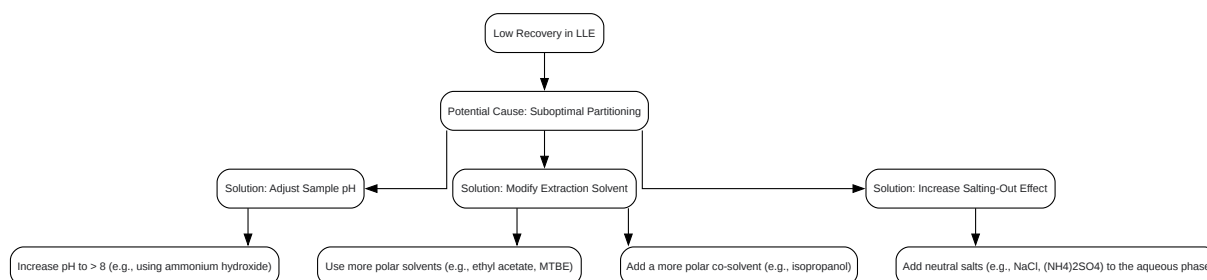 Low Recovery in LLE
Potential Cause: Suboptimal Partitioning
Solution: Adjust Sample pH
Solution: Modify Extraction Solvent
Solution: Increase Salting-Out Effect
Increase pH to > 8 (e.g., using ammonium hydroxide)
Use more polar solvents (e.g., ethyl acetate, MTBE)
Add a more polar co-solvent (e.g., isopropanol)
Add neutral salts (e.g., NaCl, (NH4)2SO4) to the aqueous phase